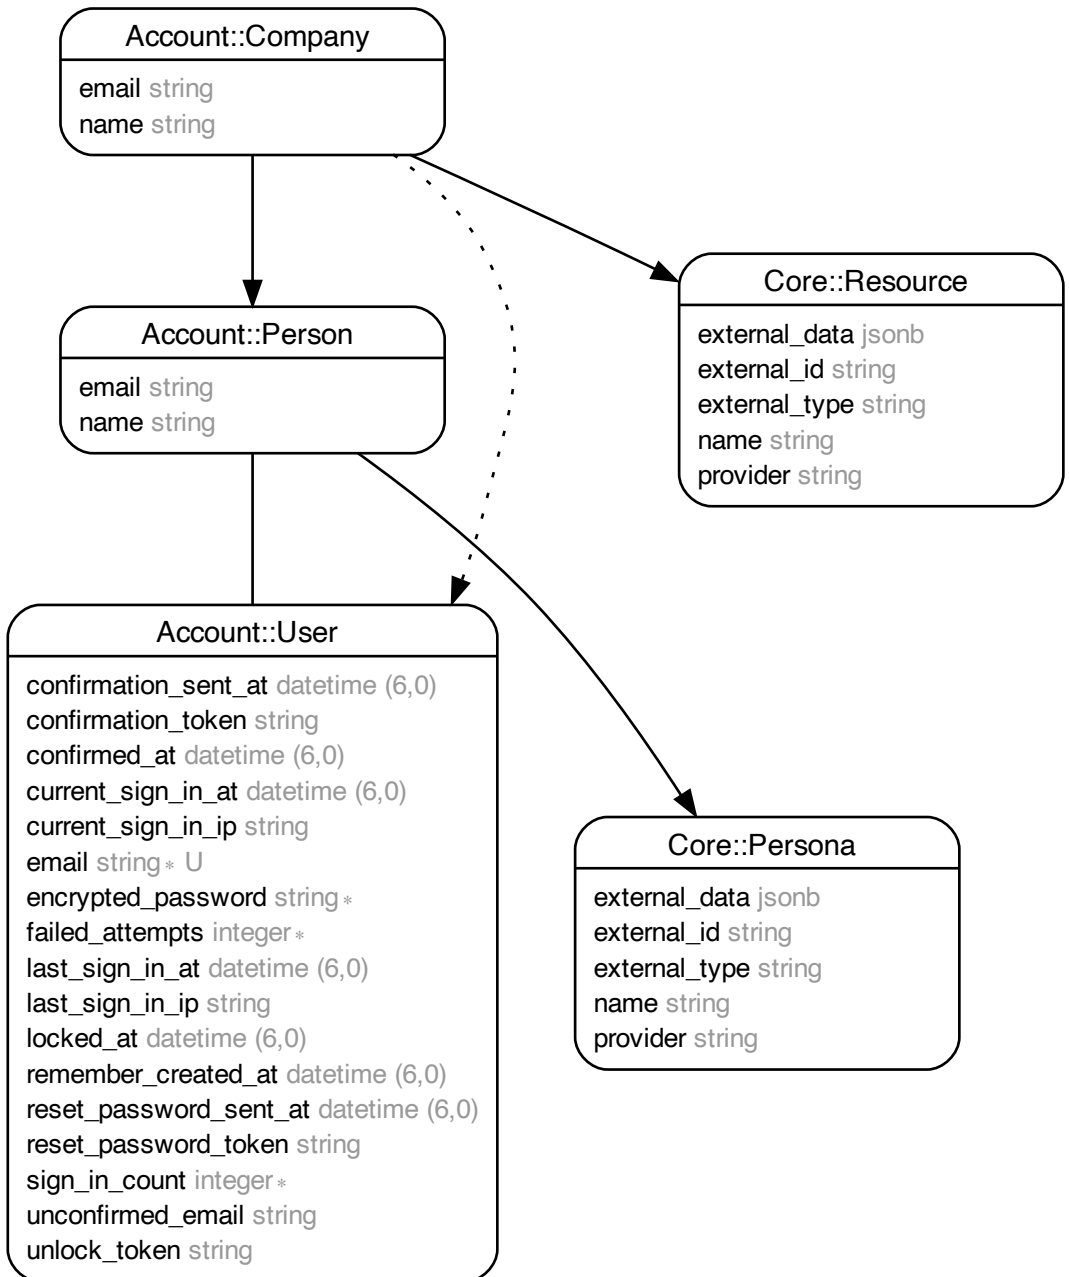 Account::Company
email string
name string
Account::Person
email string
name string
Core::Resource
external_data jsonb
external_id string
external_type string
name string
provider string
Account::User
confirmation_sent_at datetime (6,0)
confirmation_token string
confirmed_at datetime (6,0)
current_sign_in_at datetime (6,0)
current_sign_in_ip string
email string∗ U
encrypted_password string∗
failed_attempts integer∗
last_sign_in_at datetime (6,0)
last_sign_in_ip string
locked_at datetime (6,0)
remember_created_at datetime (6,0)
reset_password_sent_at datetime (6,0)
reset_password_token string
sign_in_count integer∗
unconfirmed_email string
unlock_token string
Core::Persona
external_data jsonb
external_id string
external_type string
name string
provider string